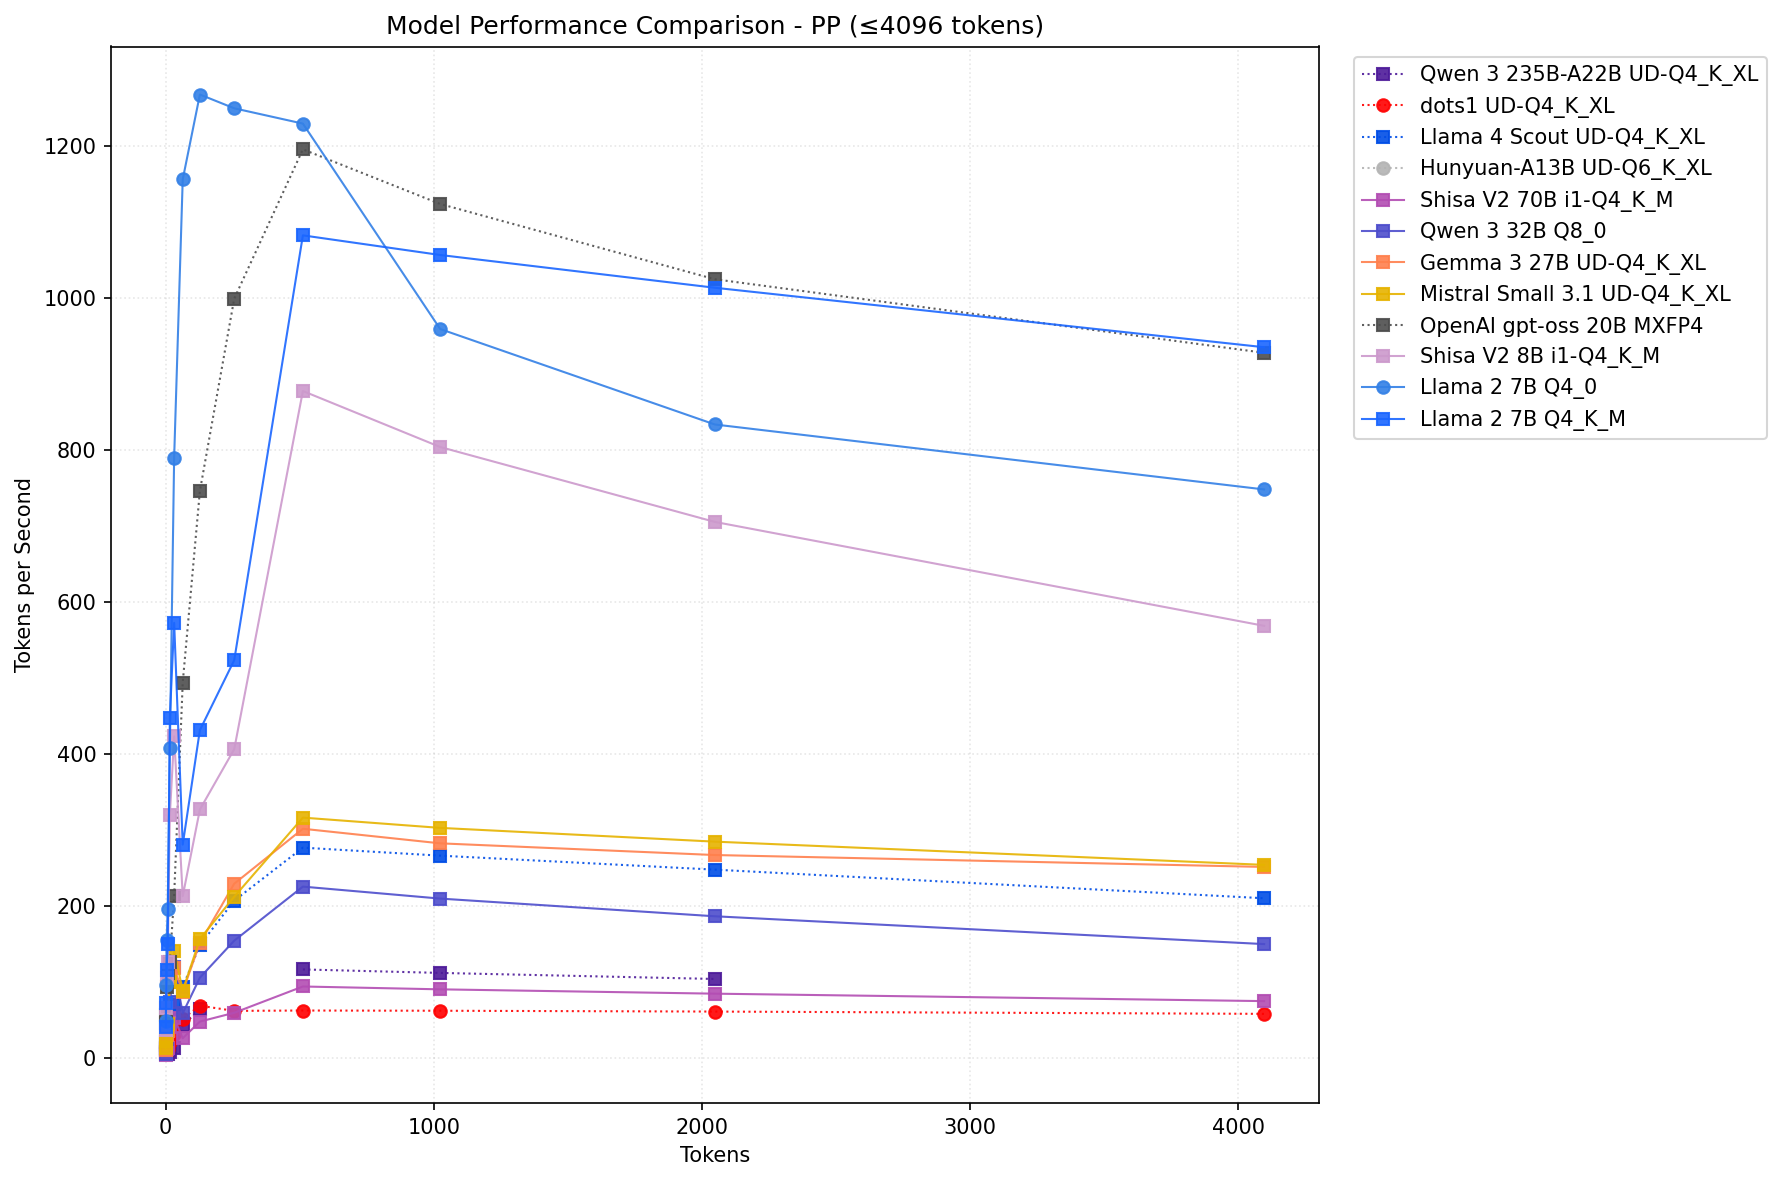 Model Performance Comparison - PP (≤4096 tokens)
Tokens per Second
1200
1000
800
600
400
200
0
0 1000 2000 3000 4000
Tokens
Qwen 3 235B-A22B UD-Q4_K_XL
dots1 UD-Q4_K_XL
Llama 4 Scout UD-Q4_K_XL
Hunyuan-A13B UD-Q6_K_XL
Shisa V2 70B i1-Q4_K_M
Qwen 3 32B Q8_0
Gemma 3 27B UD-Q4_K_XL
Mistral Small 3.1 UD-Q4_K_XL
OpenAI gpt-oss 20B MXFP4
Shisa V2 8B i1-Q4_K_M
Llama 2 7B Q4_0
Llama 2 7B Q4_K_M